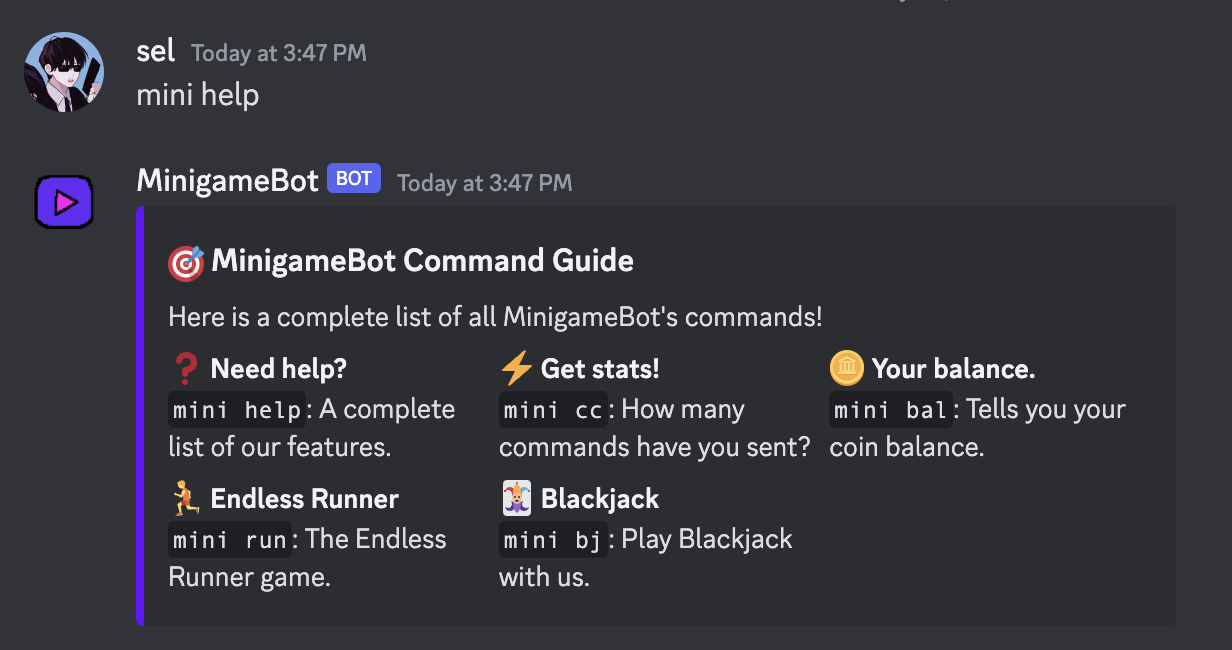 sel Today at 3:47 PM
mini help
MinigameBot BOT Today at 3:47 PM
🎯 MinigameBot Command Guide
Here is a complete list of all MinigameBot's commands!
❓ Need help?
mini help: A complete
list of our features.
⚡ Get stats!
mini cc: How many
commands have you sent?
🪙 Your balance.
mini bal: Tells you your
coin balance.
🏃 Endless Runner
mini run: The Endless
Runner game.
🃏 Blackjack
mini bj: Play Blackjack
with us.